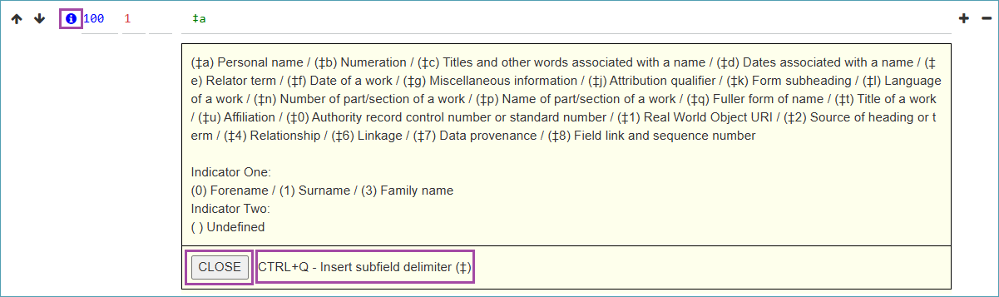 100 1 ‡a
(‡a) Personal name / (‡b) Numeration / (‡c) Titles and other words associated with a name / (‡d) Dates associated with a name / (‡
e) Relator term / (‡f) Date of a work / (‡g) Miscellaneous information / (‡j) Attribution qualifier / (‡k) Form subheading / (‡l) Language
of a work / (‡n) Number of part/section of a work / (‡p) Name of part/section of a work / (‡q) Fuller form of name / (‡t) Title of a work
/ (‡u) Affiliation / (‡0) Authority record control number or standard number / (‡1) Real World Object URI / (‡2) Source of heading or t
erm / (‡4) Relationship / (‡6) Linkage / (‡7) Data provenance / (‡8) Field link and sequence number
Indicator One:
(0) Forename / (1) Surname / (3) Family name
Indicator Two:
( ) Undefined
CLOSE CTRL+Q - Insert subfield delimiter (‡)